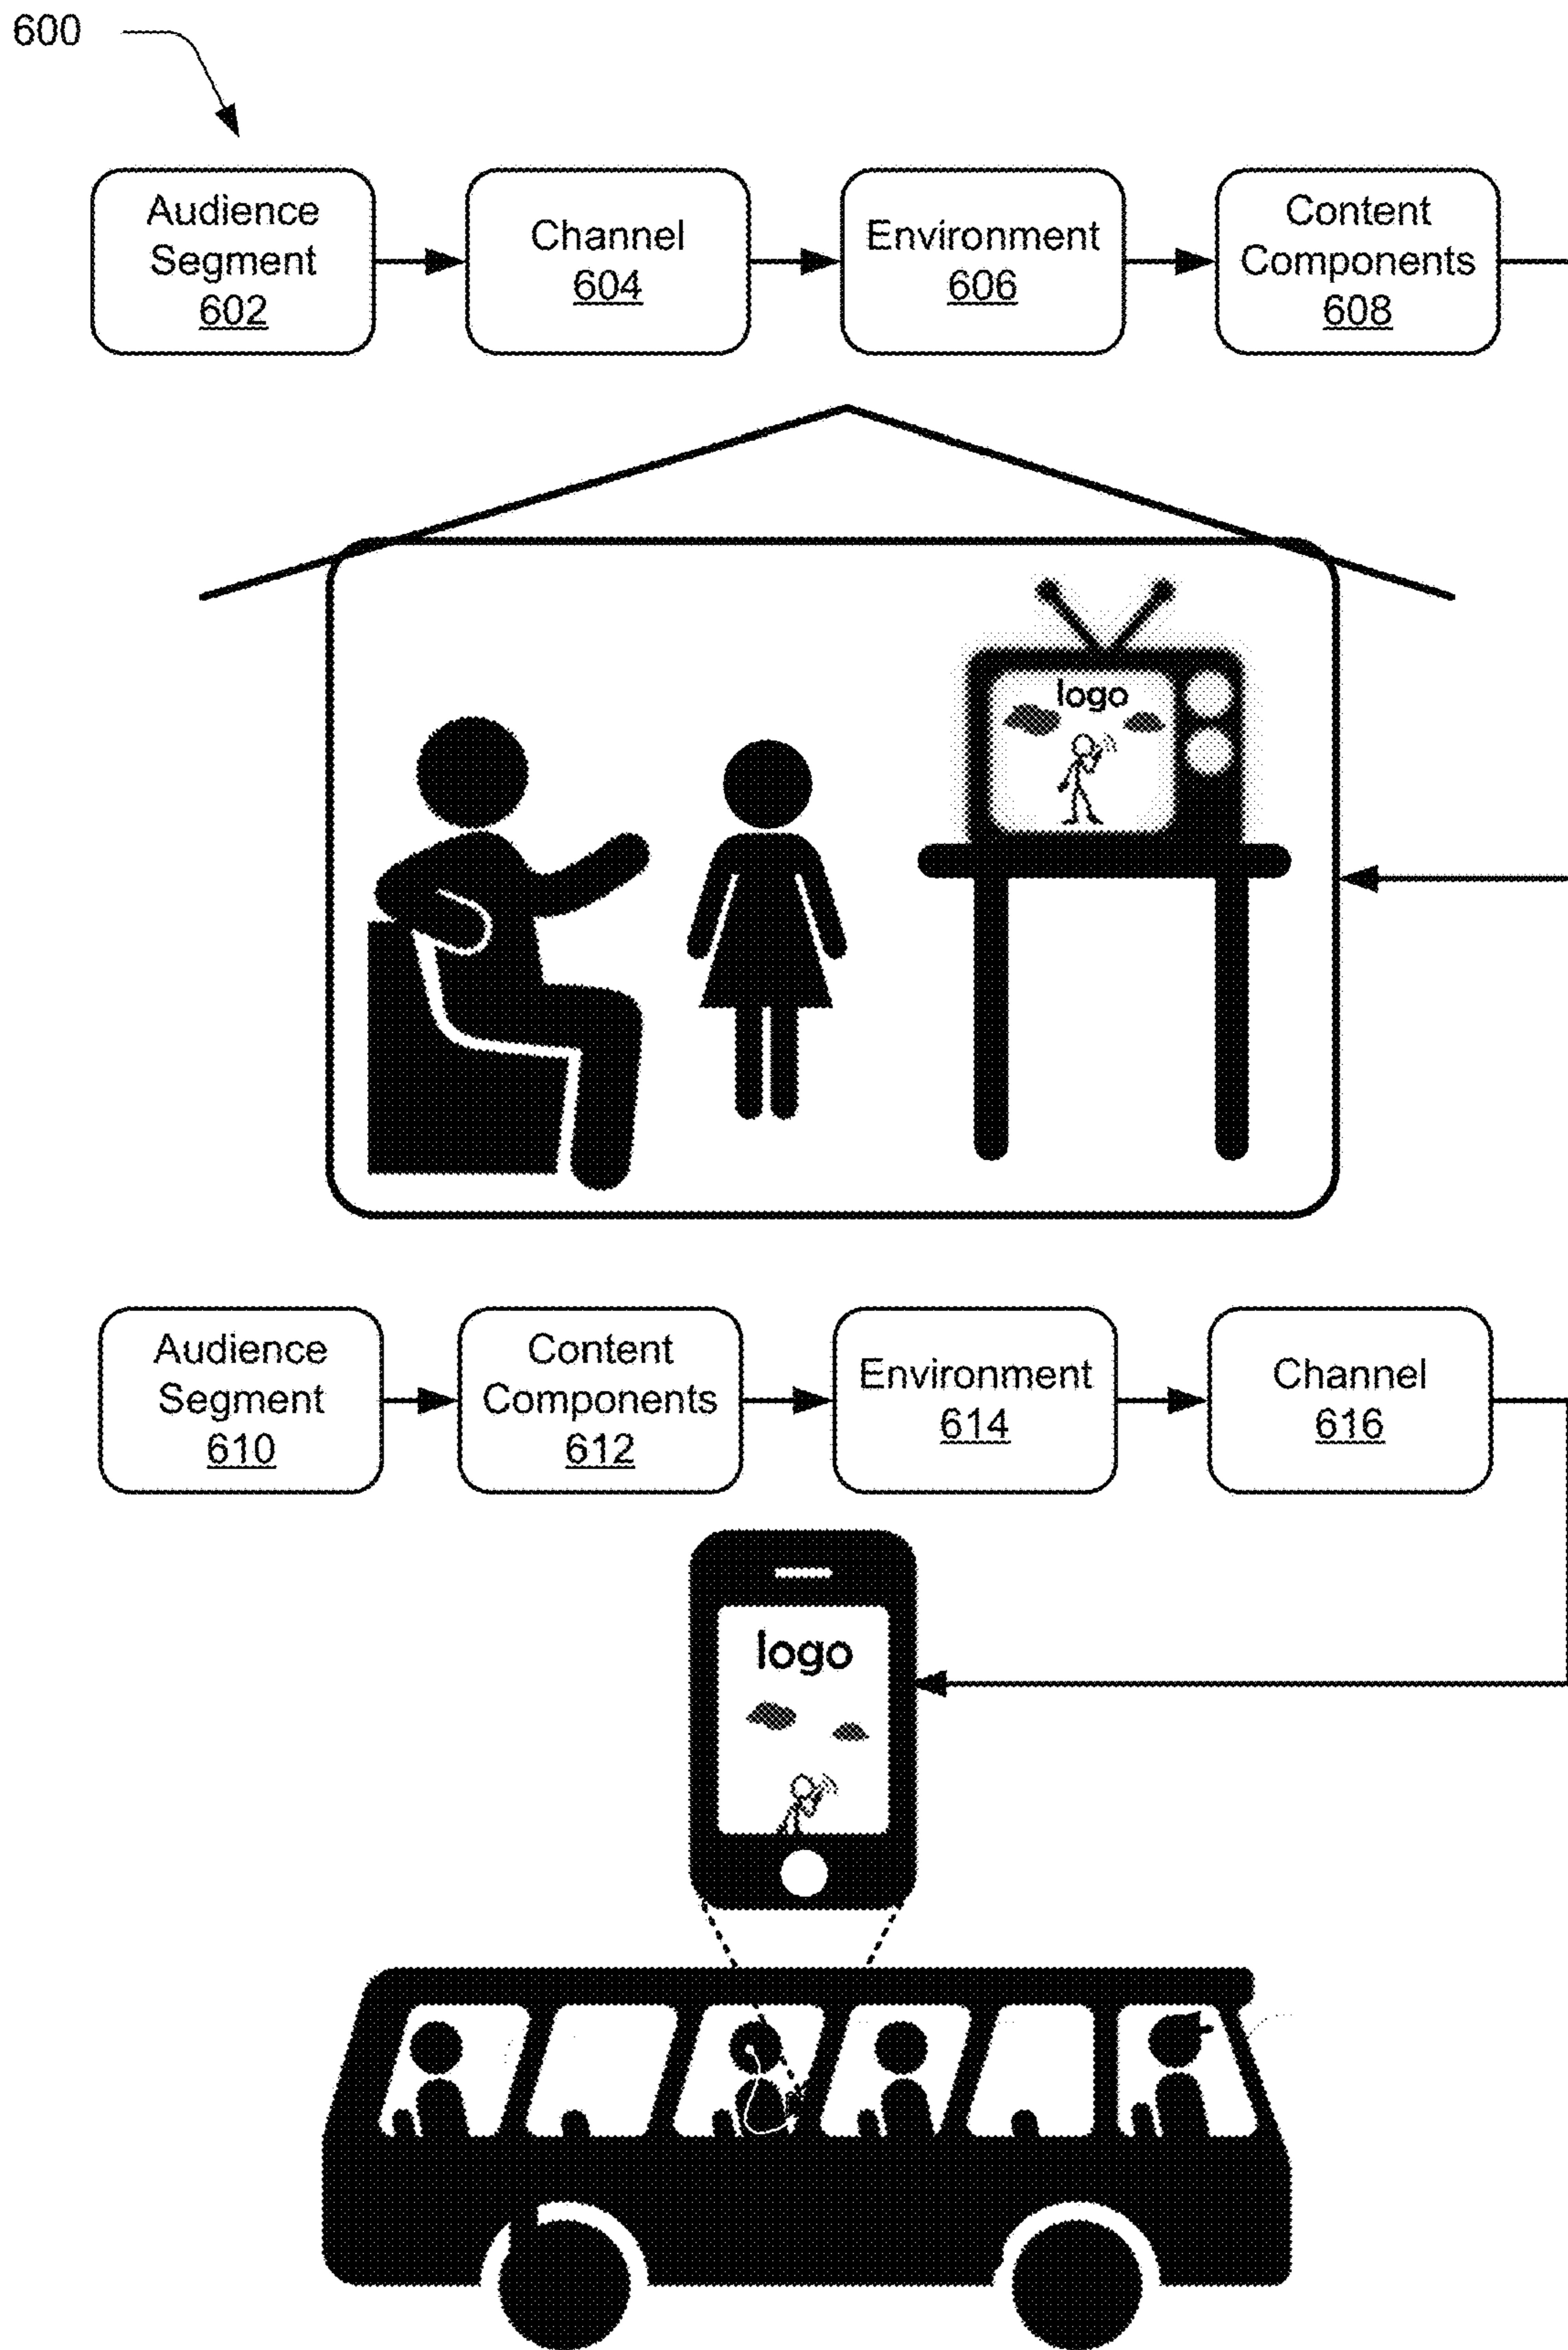 600
Audience
Segment
602
Channel
604
Environment
606
Content
Components
608
logo
Audience
Segment
610
Content
Components
612
Environment
614
Channel
616
logo